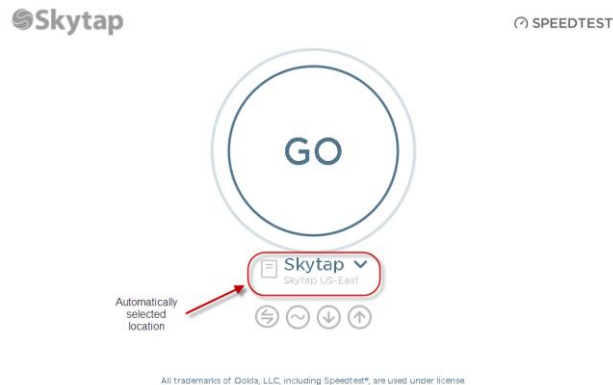 Skytap
SPEEDTEST
GO
Skytap
Skytap US-East
Automatically
selected
location
All trademarks of Ookla, LLC, including Speedtest®, are used under license.